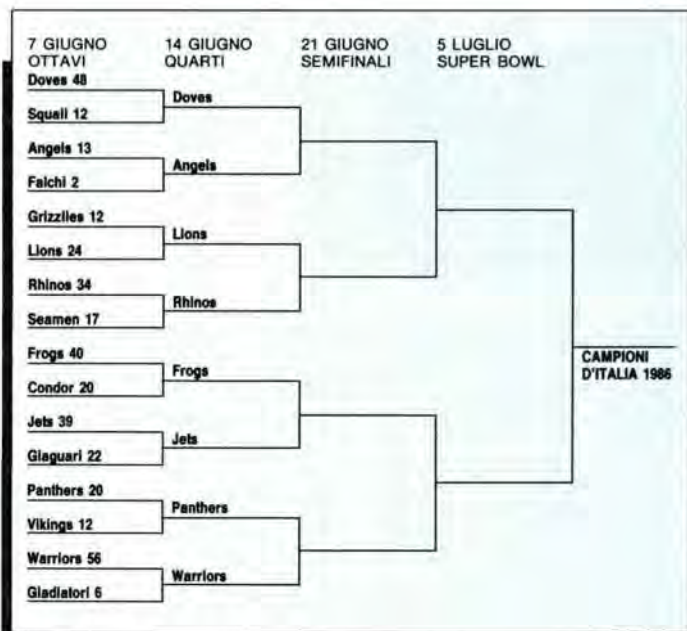 7 GIUGNO
OTTAVI
14 GIUGNO
QUARTI
21 GIUGNO
SEMIFINALI
5 LUGLIO
SUPER BOWL
Doves 48
Squali 12
Angels 13
Falchi 2
Grizzlies 12
Lions 24
Rhinos 34
Seamen 17
Frogs 40
Condor 20
Jets 39
Giaguari 22
Panthers 20
Vikings 12
Warriors 56
Gladiatori 6
Doves
Angels
Lions
Rhinos
Frogs
Jets
Panthers
Warriors
CAMPIONI
D'ITALIA 1986